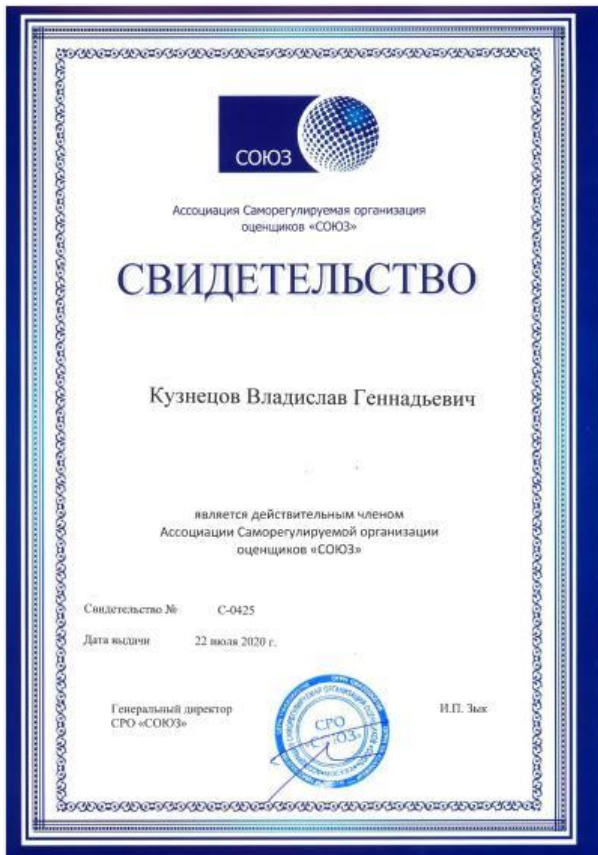 СОЮЗ
Ассоциация Саморегулируемая организация
оценщиков «СОЮЗ»
СВИДЕТЕЛЬСТВО
Кузнецов Владислав Геннадьевич
является действительным членом
Ассоциации Саморегулируемой организации
оценщиков «СОЮЗ»
Свидетельство № С-0425
Дата выдачи 22 июля 2020 г.
Генеральный директор
СРО «СОЮЗ»
И.П. Зык
СРО